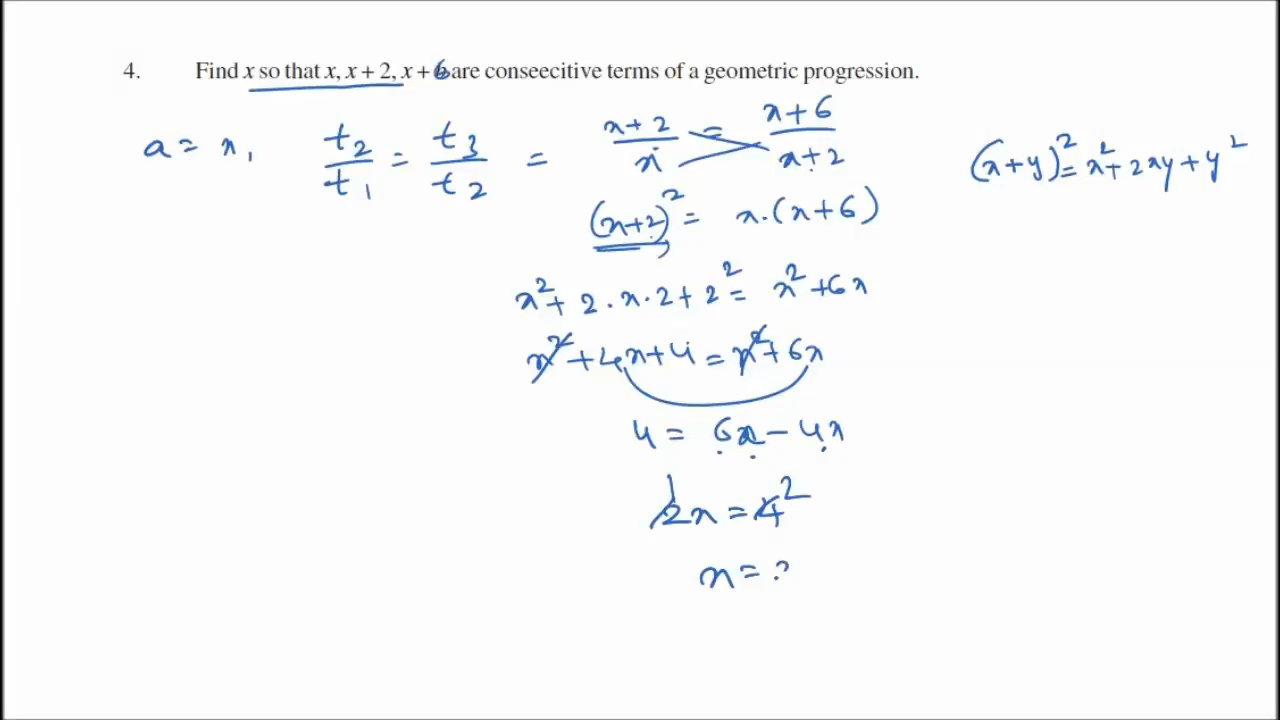 4. Find x so that x, x + 2, x + 6 are conseecitive terms of a geometric progression.
a = x, t₂/t₁ = t₃/t₂ = (x+2)/x = (x+6)/(x+2)
(x+y)² = x² + 2xy + y²
(x+2)² = x.(x+6)
x² + 2.x.2 + 2² = x² + 6x
x² + 4x + 4 = x² + 6x
4 = 6x - 4x
2x = 4 1 2
x =